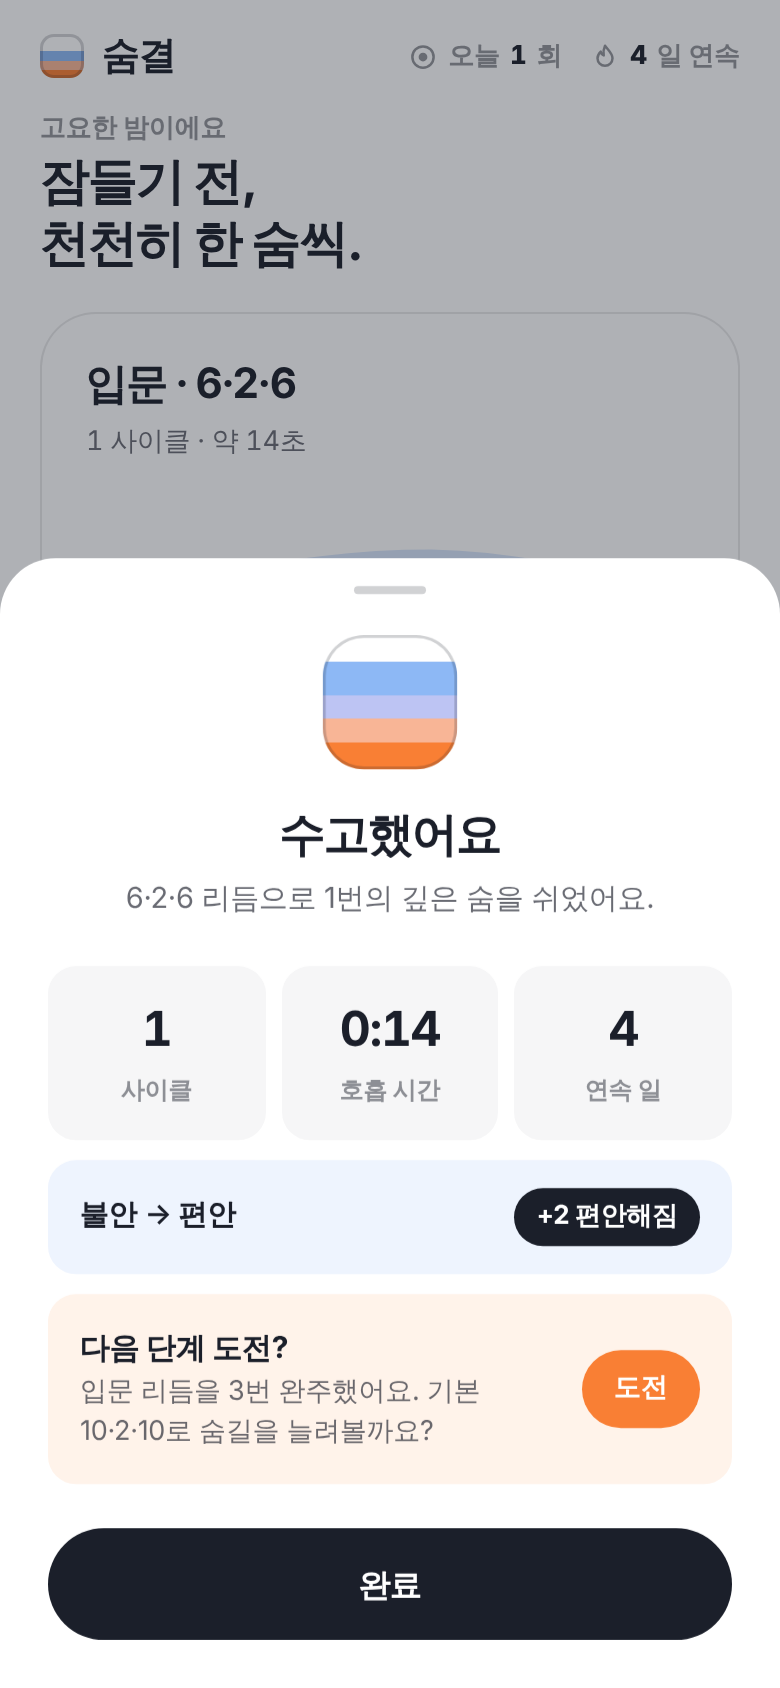 숨결
오늘 1 회
4 일 연속
고요한 밤이에요
잠들기 전,
천천히 한 숨씩.
입문 · 6·2·6
1 사이클 · 약 14초
수고했어요
6·2·6 리듬으로 1번의 깊은 숨을 쉬었어요.
1
사이클
0:14
호흡 시간
4
연속 일
불안 → 편안
+2 편안해짐
다음 단계 도전?
입문 리듬을 3번 완주했어요. 기본
10·2·10로 숨길을 늘려볼까요?
도전
완료